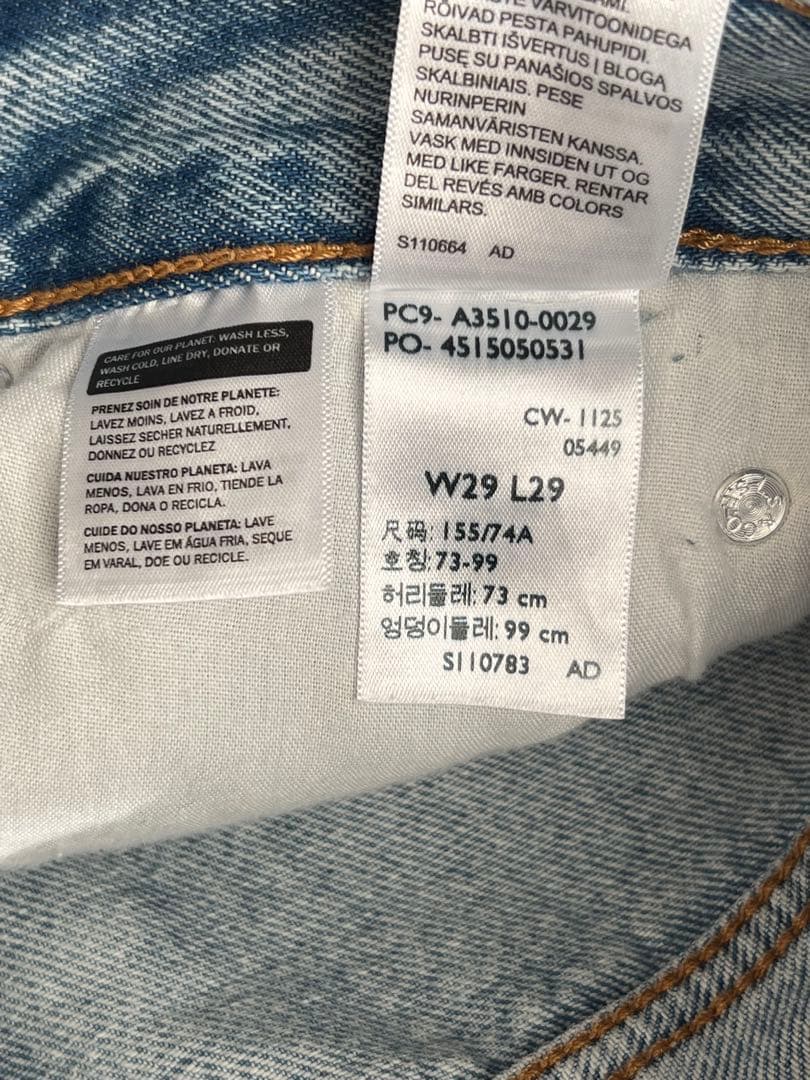 VARVITOONIDEGA
RÕIVAD PESTA PAHUPIDI.
SKALBTI IŠVERTUS Į BLOGĄ
PUSĘ SU PANAŠIOS SPALVOS
SKALBINIAIS. PESE
NURINPERIN
SAMANVÄRISTEN KANSSA.
VASK MED INNSIDEN UT OG
MED LIKE FARGER. RENTAR
DEL REVÉS AMB COLORS
SIMILARS.
S110664 AD
CARE FOR OUR PLANET: WASH LESS,
WASH COLD, LINE DRY, DONATE OR
RECYCLE
PRENEZ SOIN DE NOTRE PLANETE:
LAVEZ MOINS, LAVEZ A FROID,
LAISSEZ SECHER NATURELLEMENT,
DONNEZ OU RECYCLEZ
CUIDA NUESTRO PLANETA: LAVA
MENOS, LAVA EN FRIO, TIENDE LA
ROPA, DONA O RECICLA.
CUIDE DO NOSSO PLANETA: LAVE
MENOS, LAVE EM ÁGUA FRIA, SEQUE
EM VARAL, DOE OU RECICLE.
PC9- A3510-0029
PO- 4515050531
CW- 1125
05449
W29 L29
尺码: 155/74A
호칭: 73-99
허리둘레: 73 cm
엉덩이둘레: 99 cm
S110783 AD